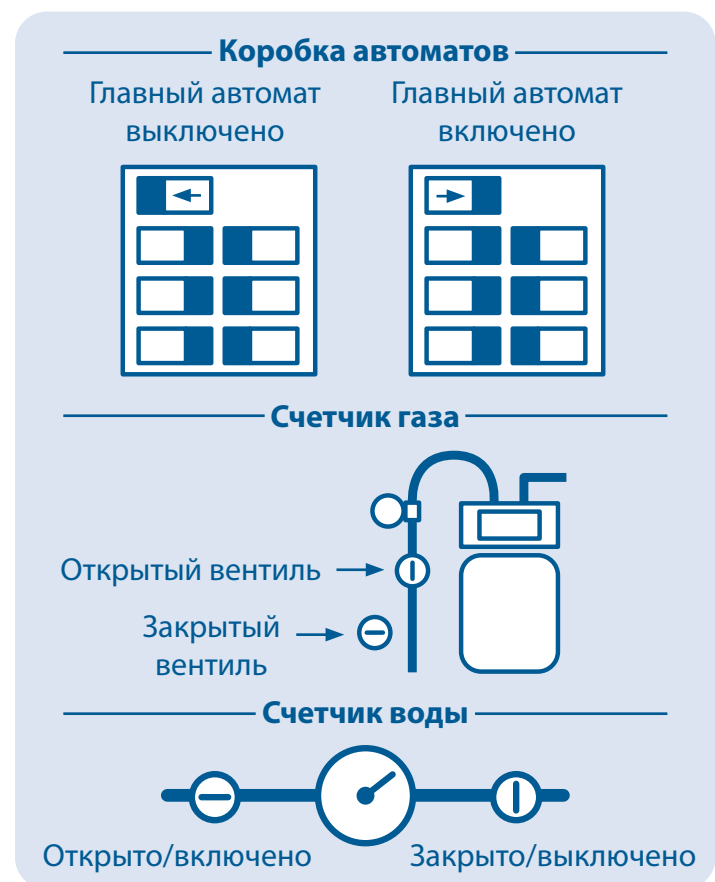 Коробка автоматов
Главный автомат
выключено
Главный автомат
включено
Счетчик газа
Открытый вентиль
Закрытый
вентиль
Счетчик воды
Открыто/включено
Закрыто/выключено